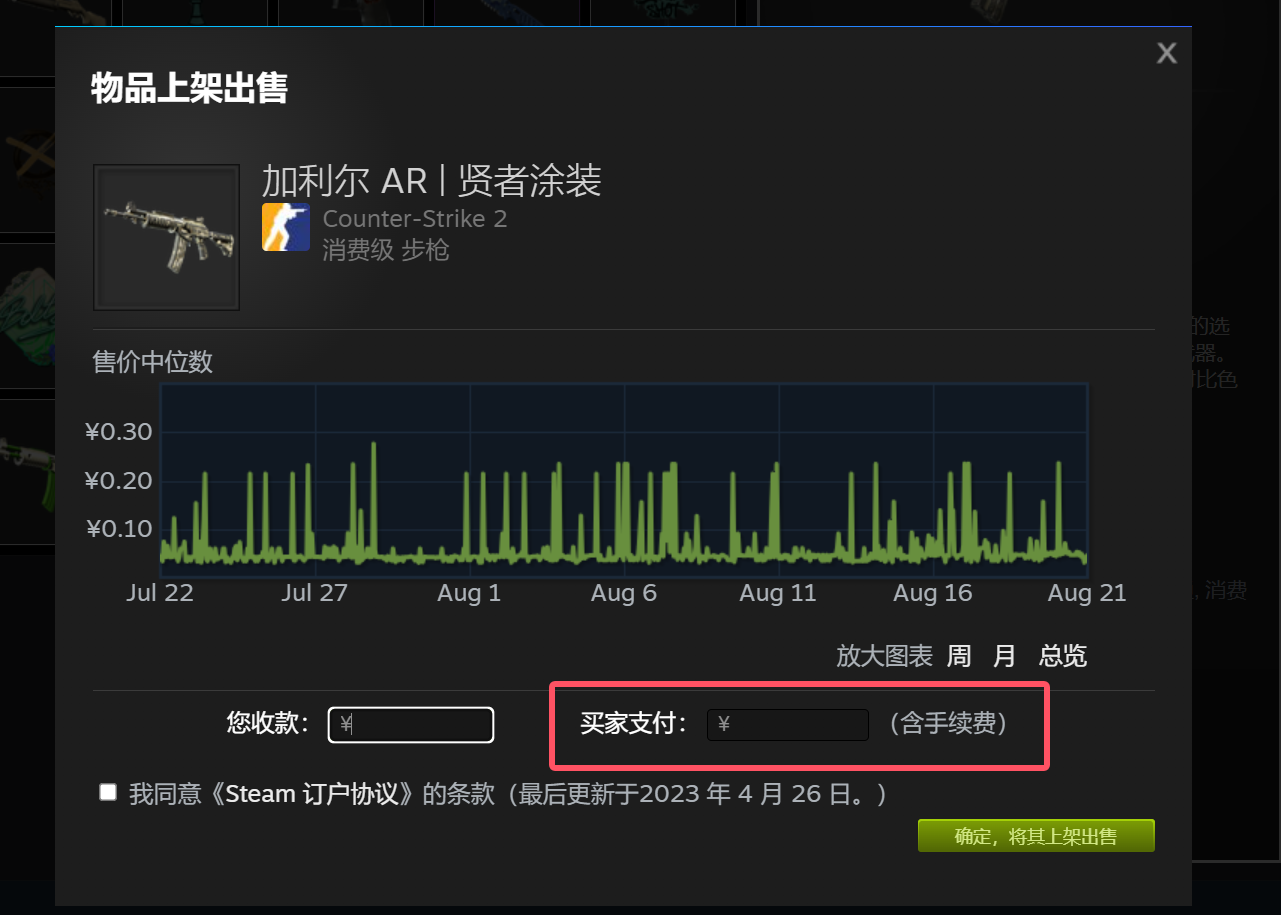 SHOT
X
物品上架出售
加利尔 AR | 贤者涂装
Counter-Strike 2
消费级 步枪
的选
器。
对比色
售价中位数
¥0.30
¥0.20
¥0.10
Jul 22 Jul 27 Aug 1 Aug 6 Aug 11 Aug 16 Aug 21
, 消费
放大图表 周 月 总览
您收款： ¥ 买家支付： ¥ （含手续费）
我同意《Steam 订户协议》的条款（最后更新于2023 年 4 月 26 日。）
确定，将其上架出售